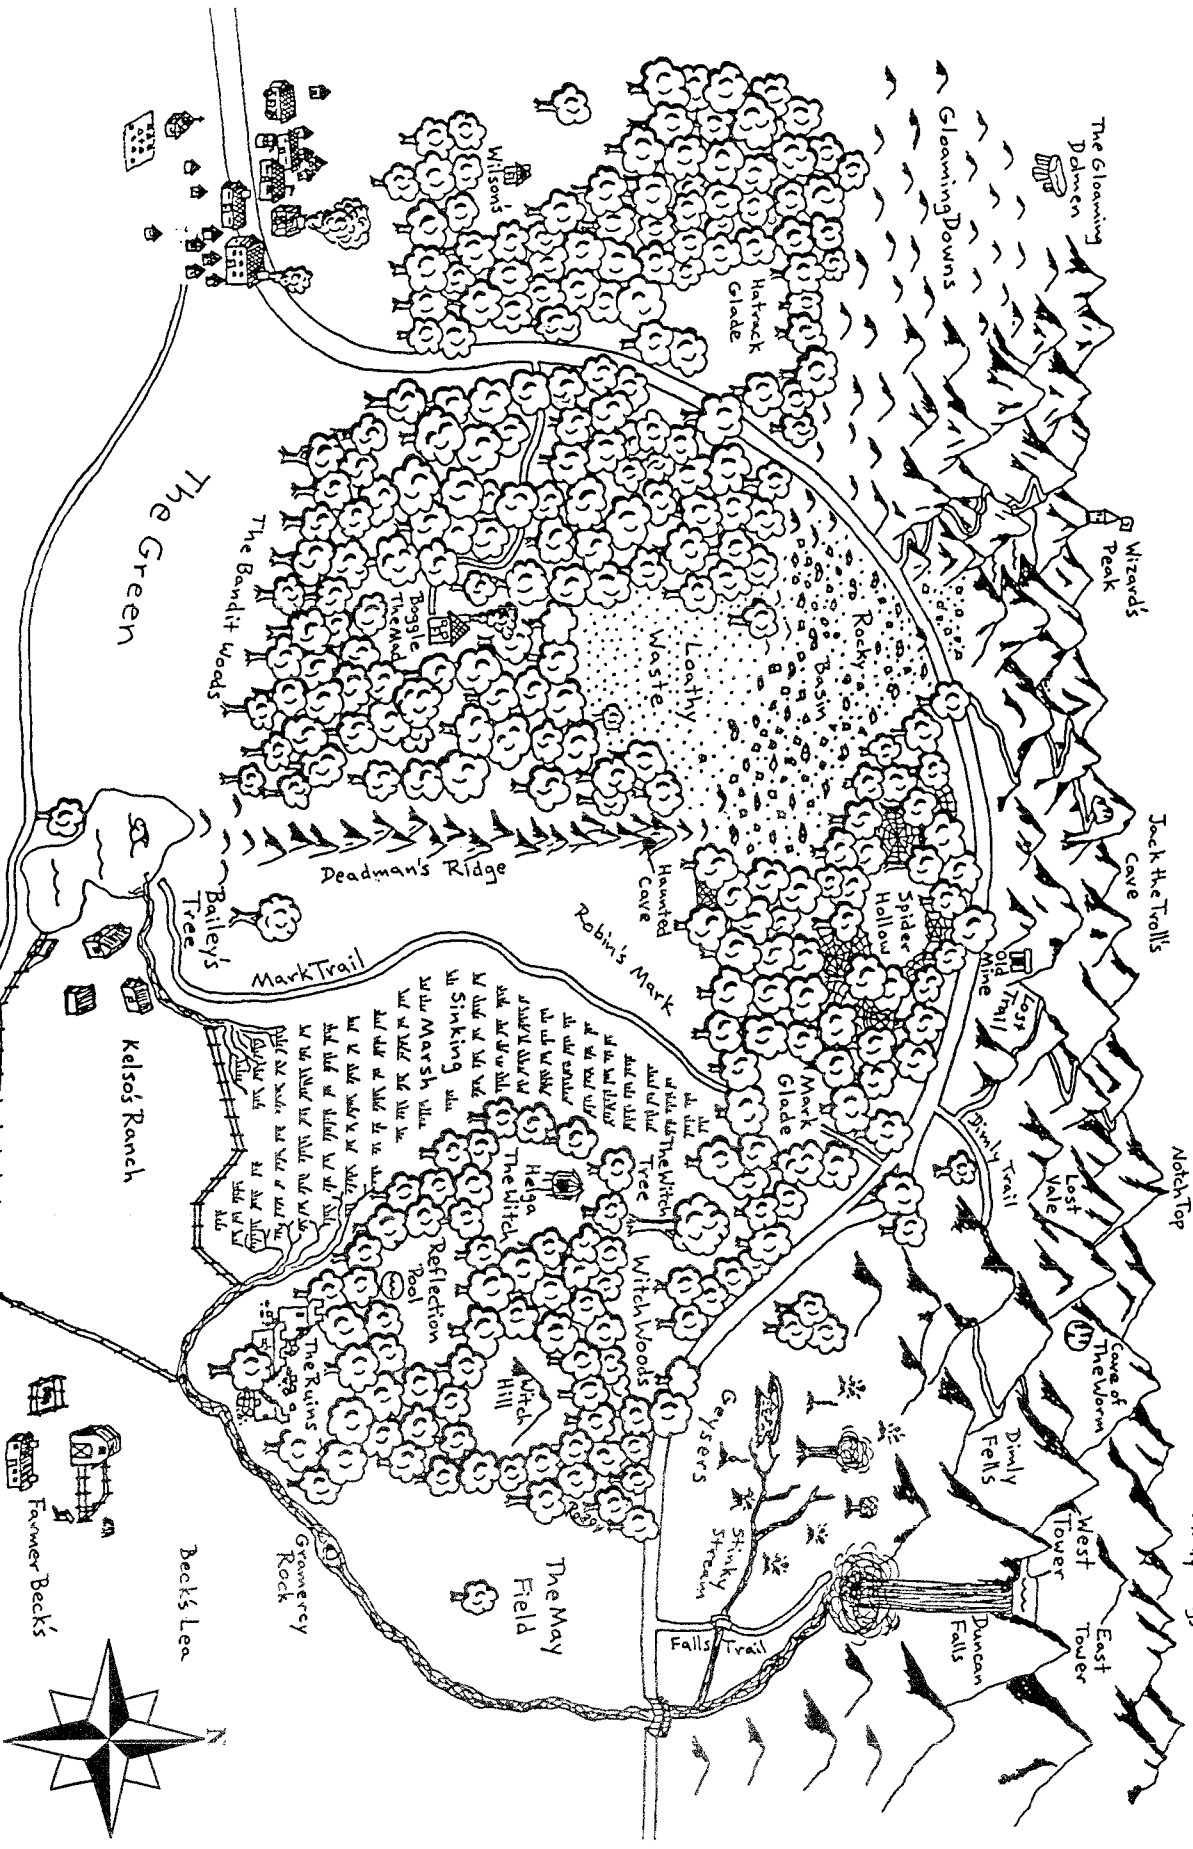 Notch Top
Jack the Troll's
Cave
Wizard's
Peak
The Gloaming
Dolmen
Cave of
The Worm
West
Tower
East
Tower
Lost
Vale
Loss
Trail
Old
Mine
Dimly
Trail
Dimly
Fells
Duncan
Falls
Gloaming Downs
Rocky
Basin
Spider
Hollow
Mark
Glade
Hatrack
Glade
Geysers
Stinky
Stream
Falls Trail
Loathy
Waste
Haunted
Cave
Robin's Mark
The Witch
Tree
Witch Woods
Helga
The Witch
Witch
Hill
The May
Field
Wilson's
Boggle
The Mad
Deadman's Ridge
Mark Trail
Sinking
Marsh
Reflection
Pool
The Ruins
Gramercy
Rock
The Bandit Woods
Bailey's
Tree
The Green
Kelso's Ranch
Beck's Lea
Farmer Beck's
N